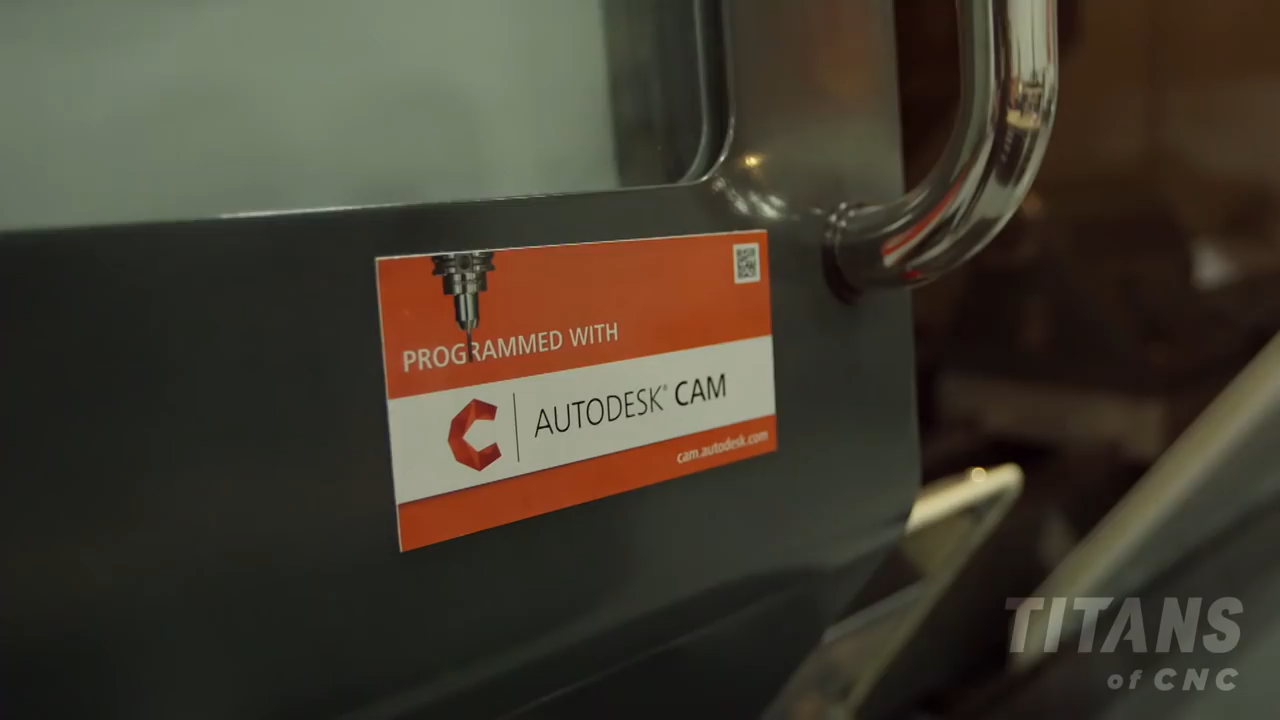 PROGRAMMED WITH
AUTODESK® CAM
cam.autodesk.com
TITANS
of CNC